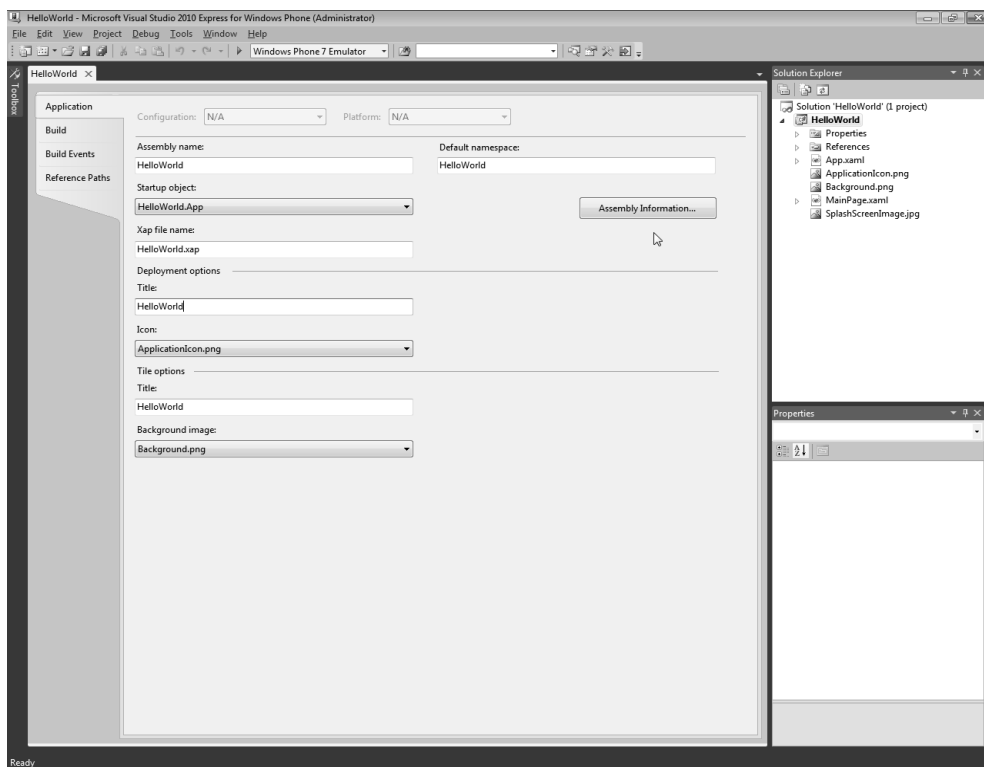 HelloWorld - Microsoft Visual Studio 2010 Express for Windows Phone (Administrator)
File Edit View Project Debug Tools Window Help
Windows Phone 7 Emulator
Toolbox
HelloWorld
Application
Build
Build Events
Reference Paths
Configuration: N/A Platform: N/A
Assembly name:
HelloWorld
Default namespace:
HelloWorld
Startup object:
HelloWorld.App
Assembly Information...
Xap file name:
HelloWorld.xap
Deployment options
Title:
HelloWorld
Icon:
ApplicationIcon.png
Tile options
Title:
HelloWorld
Background image:
Background.png
Solution Explorer
Solution 'HelloWorld' (1 project)
HelloWorld
Properties
References
App.xaml
ApplicationIcon.png
Background.png
MainPage.xaml
SplashScreenImage.jpg
Properties
Ready